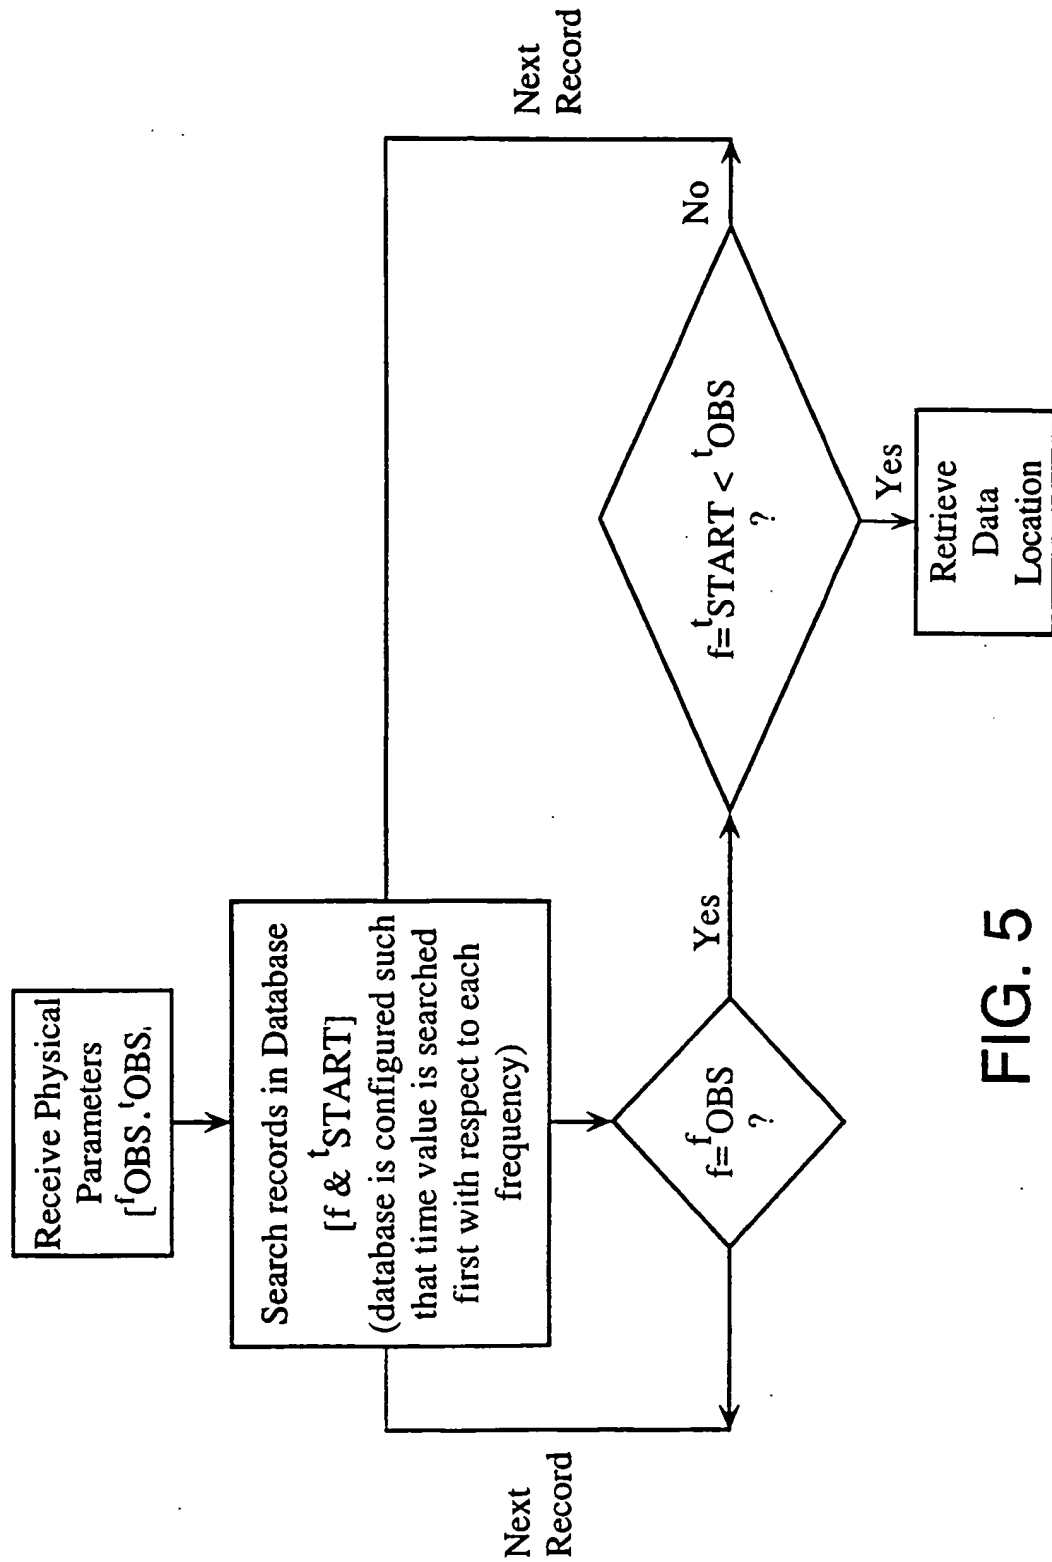 Receive Physical
Parameters
[fOBS, tOBS,
Search records in Database
[f & tSTART]
(database is configured such
that time value is searched
first with respect to each
frequency)
f=fOBS
?
Yes
f=tSTART < tOBS
?
No
Yes
Retrieve
Data
Location
Next
Record
Next
Record
FIG. 5